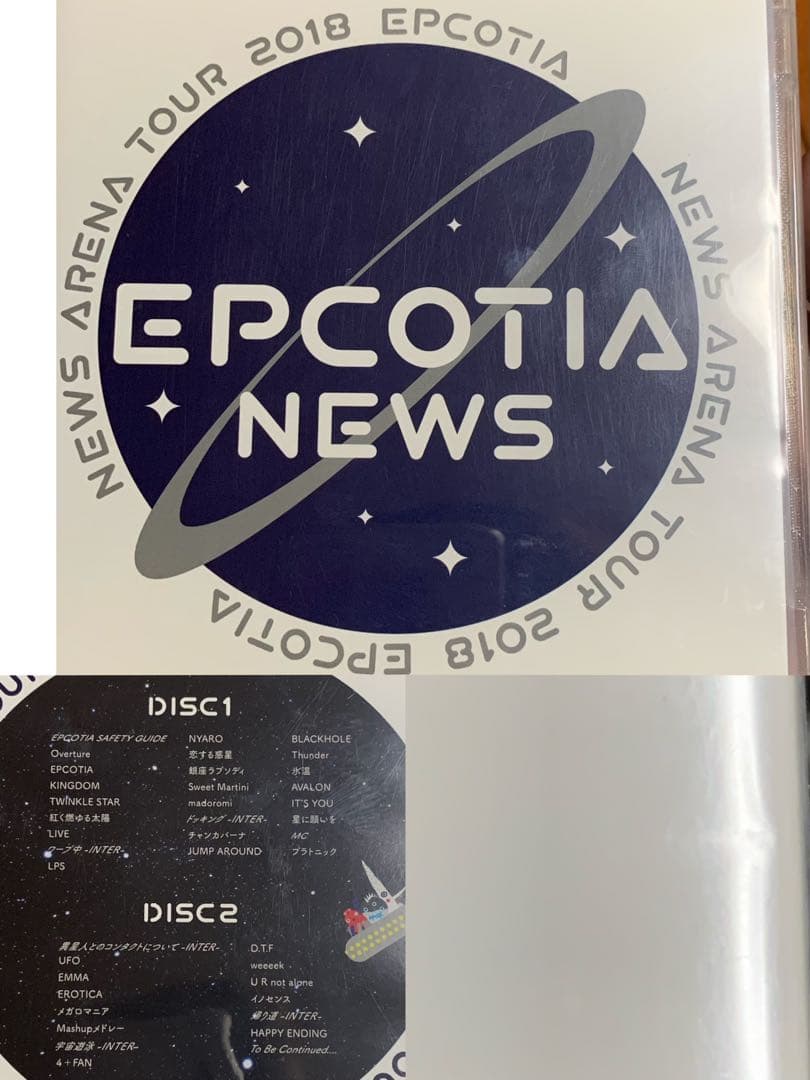 NEWS ARENA TOUR 2018 EPCOTIA
NEWS ARENA TOUR 2018 EPCOTIA
EPCOTIA
NEWS
DISC1
EPCOTIA SAFETY GUIDE
Overture
EPCOTIA
KINGDOM
TWINKLE STAR
紅く燃ゆる太陽
LIVE
ワープ中 -INTER-
LPS
NYARO
恋する惑星
銀座ラプソディ
Sweet Martini
madoromi
ドッキング -INTER-
チャンカパーナ
JUMP AROUND
BLACKHOLE
Thunder
氷温
AVALON
IT'S YOU
星に願いを
MC
プラトニック
DISC2
異星人とのコンタクトについて -INTER-
UFO
EMMA
EROTICA
メガロマニア
Mashupメドレー
宇宙遊泳 -INTER-
4+FAN
D.T.F
weeeek
U R not alone
イノセンス
帰り道 -INTER-
HAPPY ENDING
To Be Continued....